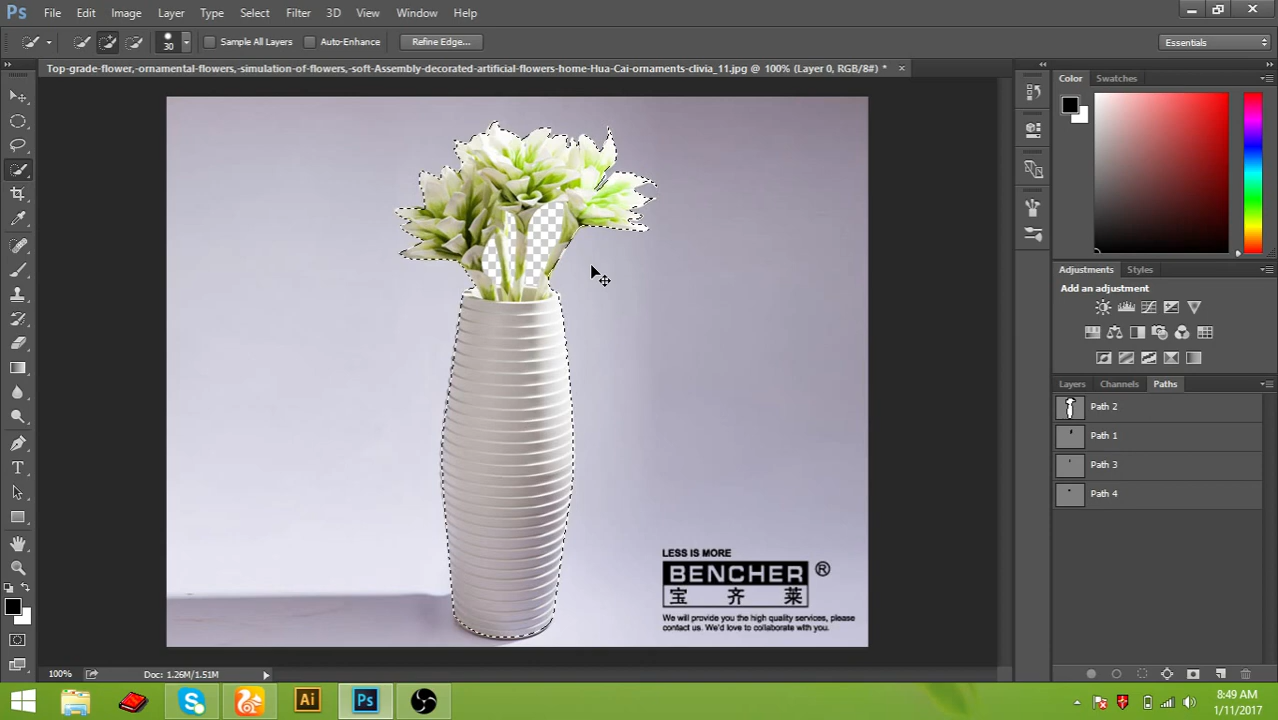 Ps File Edit Image Layer Type Select Filter 3D View Window Help
30 Sample All Layers Auto-Enhance Refine Edge... Essentials
Top-grade-flower,-ornamental-flowers,-simulation-of-flowers,-soft-Assembly-decorated-artificial-flowers-home-Hua-Cai-ornaments-clivia_11.jpg @ 100% (Layer 0, RGB/8#) *
Color Swatches
Adjustments Styles
Add an adjustment
Layers Channels Paths
Path 2
Path 1
Path 3
Path 4
LESS IS MORE
BENCHER ®
宝 齐 莱
We will provide you the high quality services, please
contact us. We'd love to collaborate with you.
100% Doc: 1.26M/1.51M
Ai Ps
8:49 AM
1/11/2017